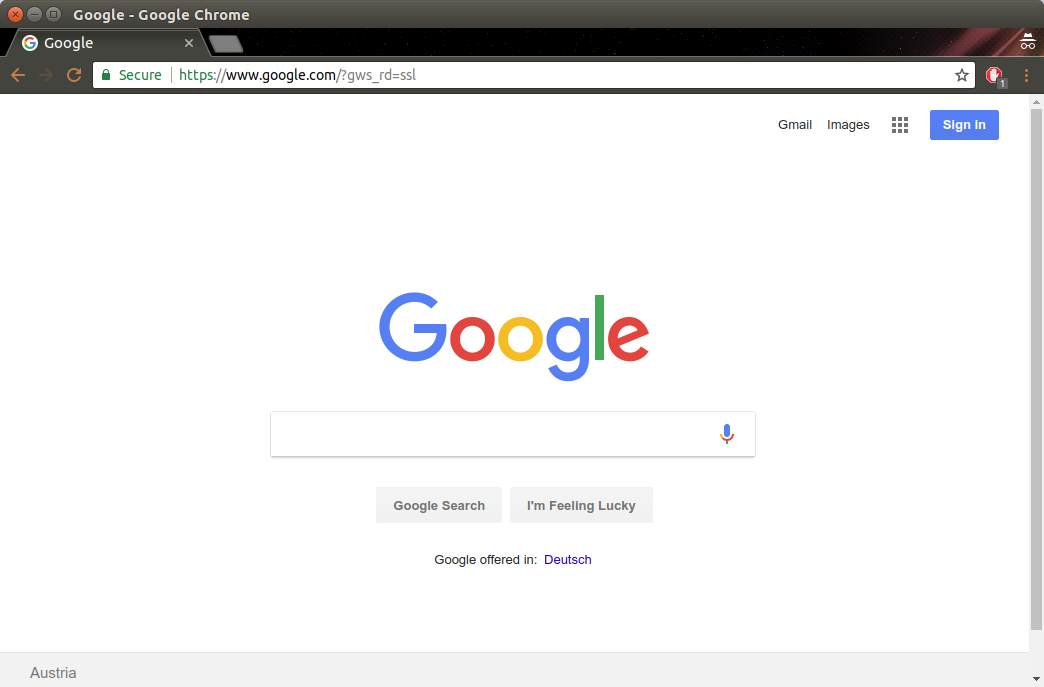 Google - Google Chrome
Google
Secure https://www.google.com/?gws_rd=ssl
1
Gmail Images Sign in
Google
Google Search I'm Feeling Lucky
Google offered in: Deutsch
Austria